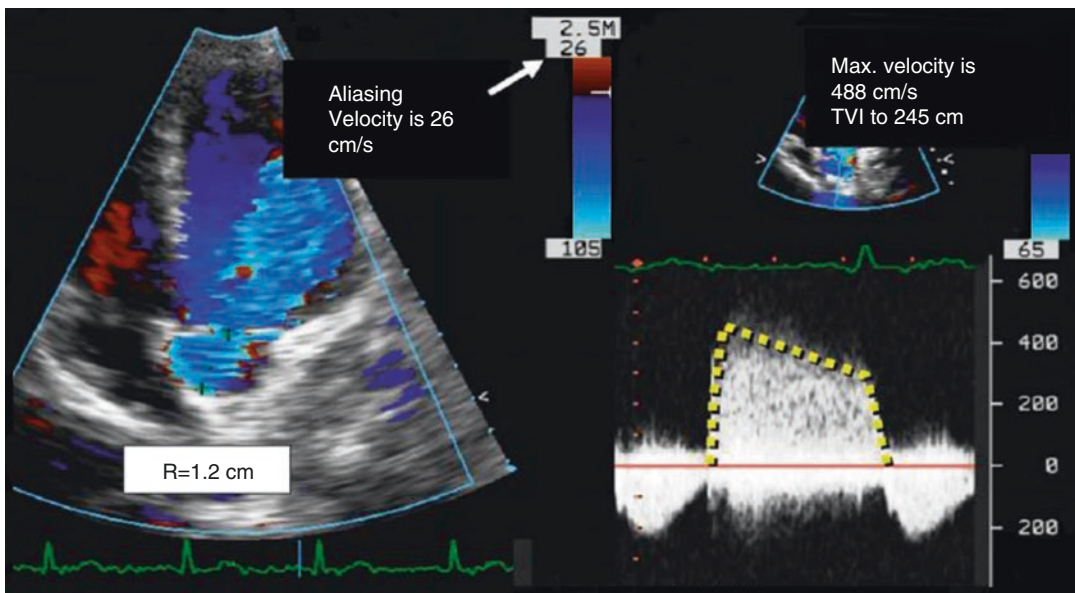 2.5M
26
Aliasing
Velocity is 26
cm/s
105
R=1.2 cm
Max. velocity is
488 cm/s
TVI to 245 cm
65
600
400
200
0
200